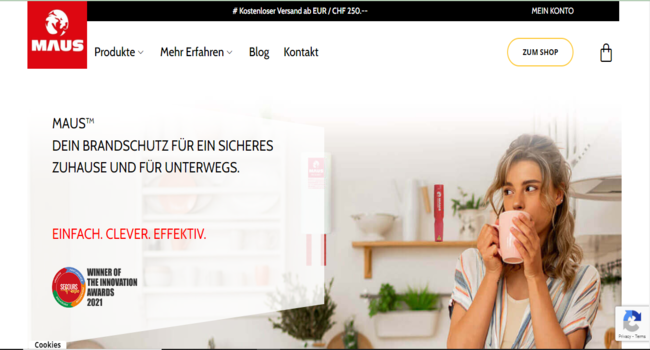 # Kostenloser Versand ab EUR / CHF 250.--
MEIN KONTO
MAUS
Produkte
Mehr Erfahren
Blog
Kontakt
ZUM SHOP
MAUS™
DEIN BRANDSCHUTZ FÜR EIN SICHERES
ZUHAUSE UND FÜR UNTERWEGS.
EINFACH. CLEVER. EFFEKTIV.
SECOURS
WINNER OF
THE INNOVATION
AWARDS
2021
Cookies
Privacy - Terms